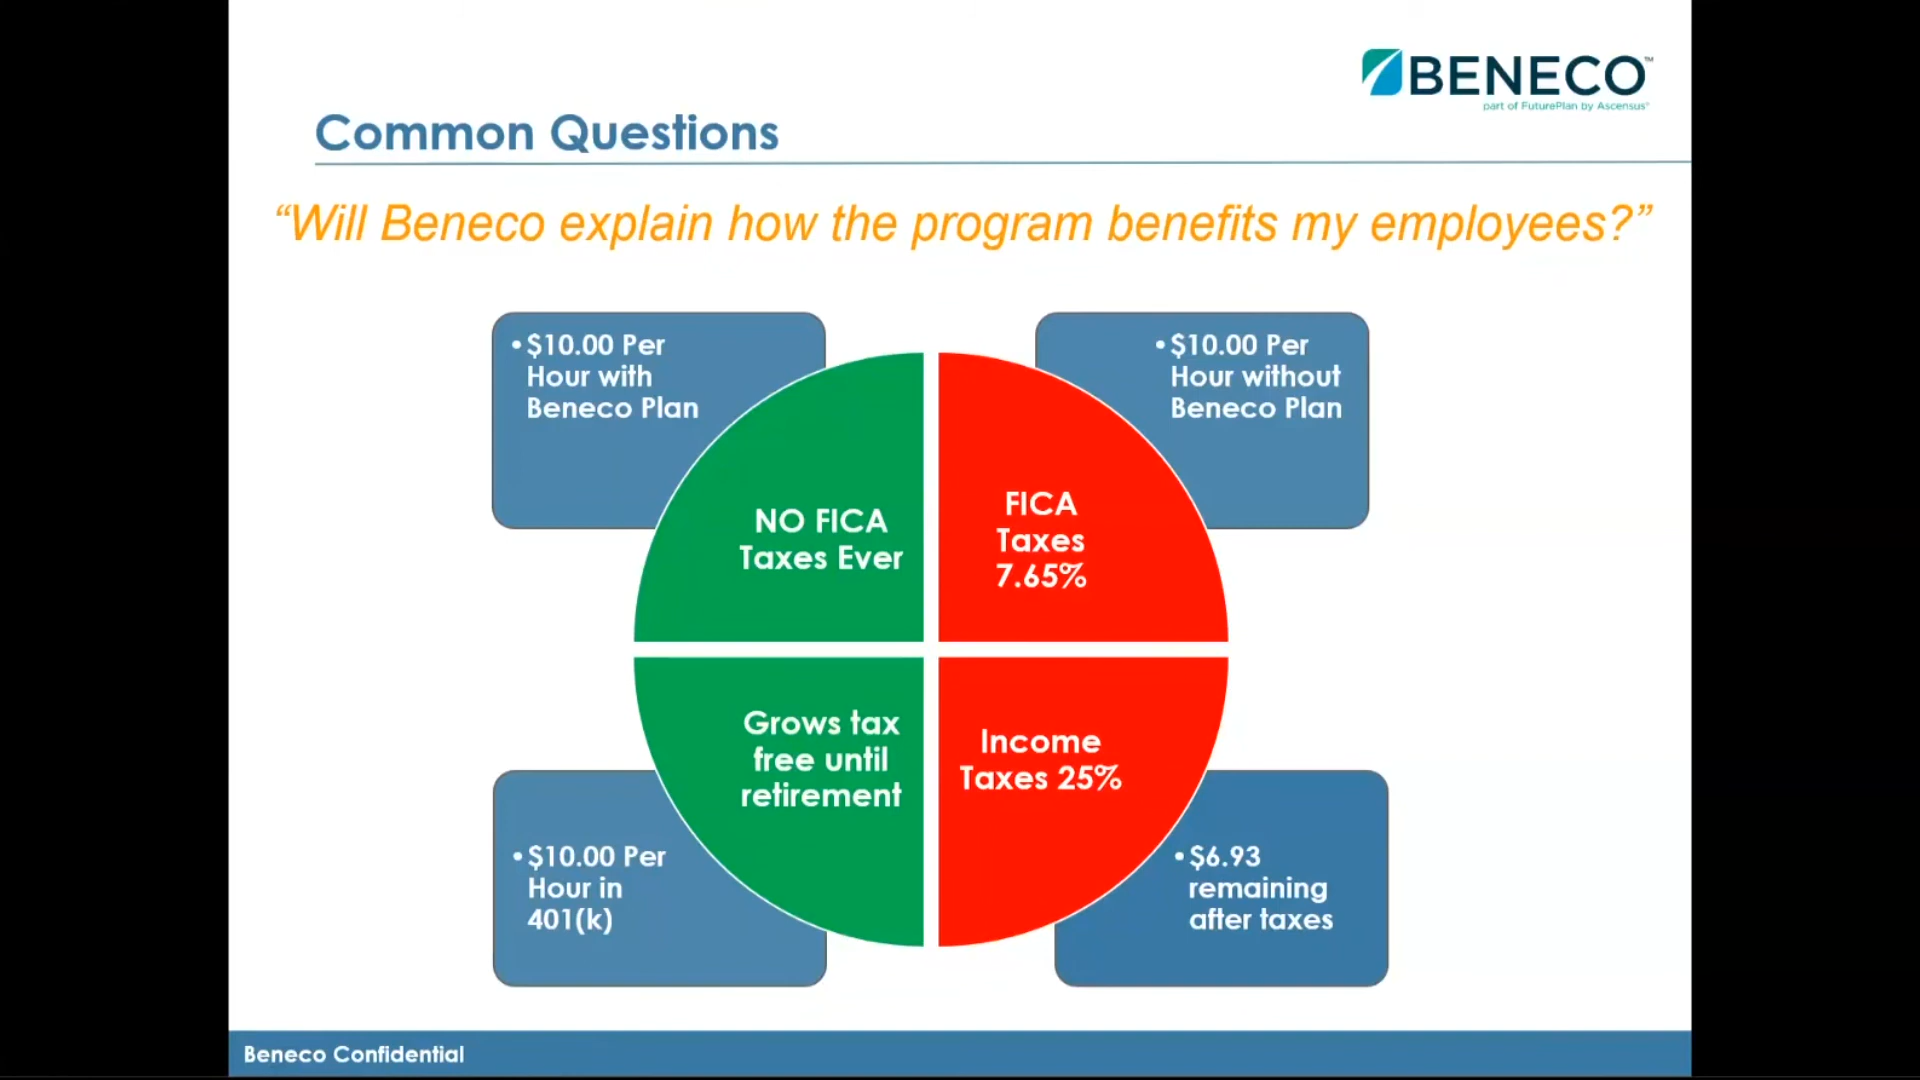 BENECO™
part of FuturePlan by Ascensus®
Common Questions
“Will Beneco explain how the program benefits my employees?”
• $10.00 Per
Hour with
Beneco Plan
• $10.00 Per
Hour without
Beneco Plan
NO FICA
Taxes Ever
FICA
Taxes
7.65%
Grows tax
free until
retirement
Income
Taxes 25%
• $10.00 Per
Hour in
401(k)
• $6.93
remaining
after taxes
Beneco Confidential